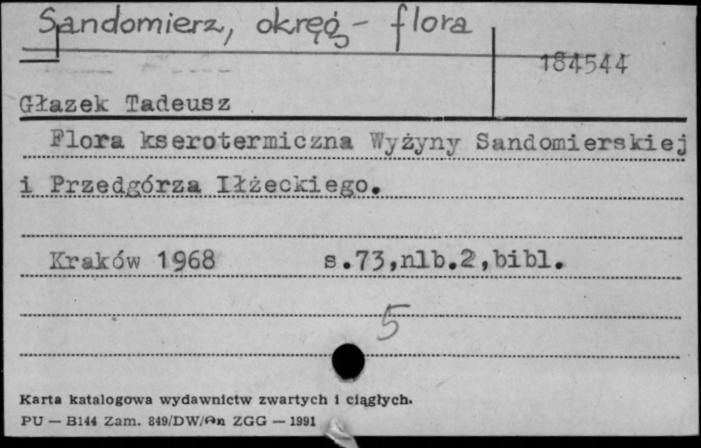 Sandomierz, okręg - flora
184544
Głazek Tadeusz
Flora kserotermiczna Wyżyny Sandomierskiej
i Przedgórza Iłżeckiego.
Kraków 1968 s.73,nlb.2,bibl.
5
Karta katalogowa wydawnictw zwartych i ciągłych.
PU — B144 Zam. 849/DW/ ZGG — 1991